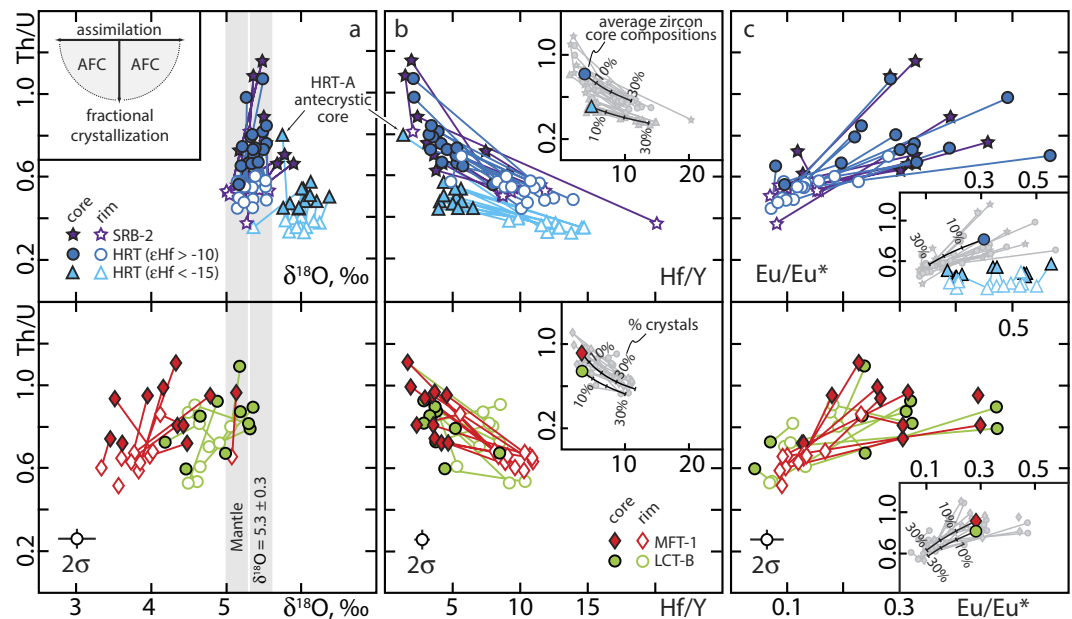 Th/U
assimilation
AFC
AFC
fractional
crystallization
a
1.0
0.6
0.2
HRT-A
antecrystic
core
core
rim
SRB-2
HRT (εHf > -10)
HRT (εHf < -15)
δ¹⁸O, ‰
b
average zircon
core compositions
1.0
0.2
10%
30%
10%
30%
10
20
Hf/Y
c
Eu/Eu*
0.3
0.5
1.0
0.6
10%
30%
Th/U
1.0
0.6
0.2
Mantle
δ¹⁸O = 5.3 ± 0.3
2σ
3
4
5
6
δ¹⁸O, ‰
% crystals
1.0
0.2
10%
30%
10%
30%
10
20
core
rim
MFT-1
LCT-B
2σ
5
10
15
Hf/Y
0.5
0.1
0.3
0.5
1.0
0.6
10%
30%
10%
30%
2σ
0.1
0.3
Eu/Eu*